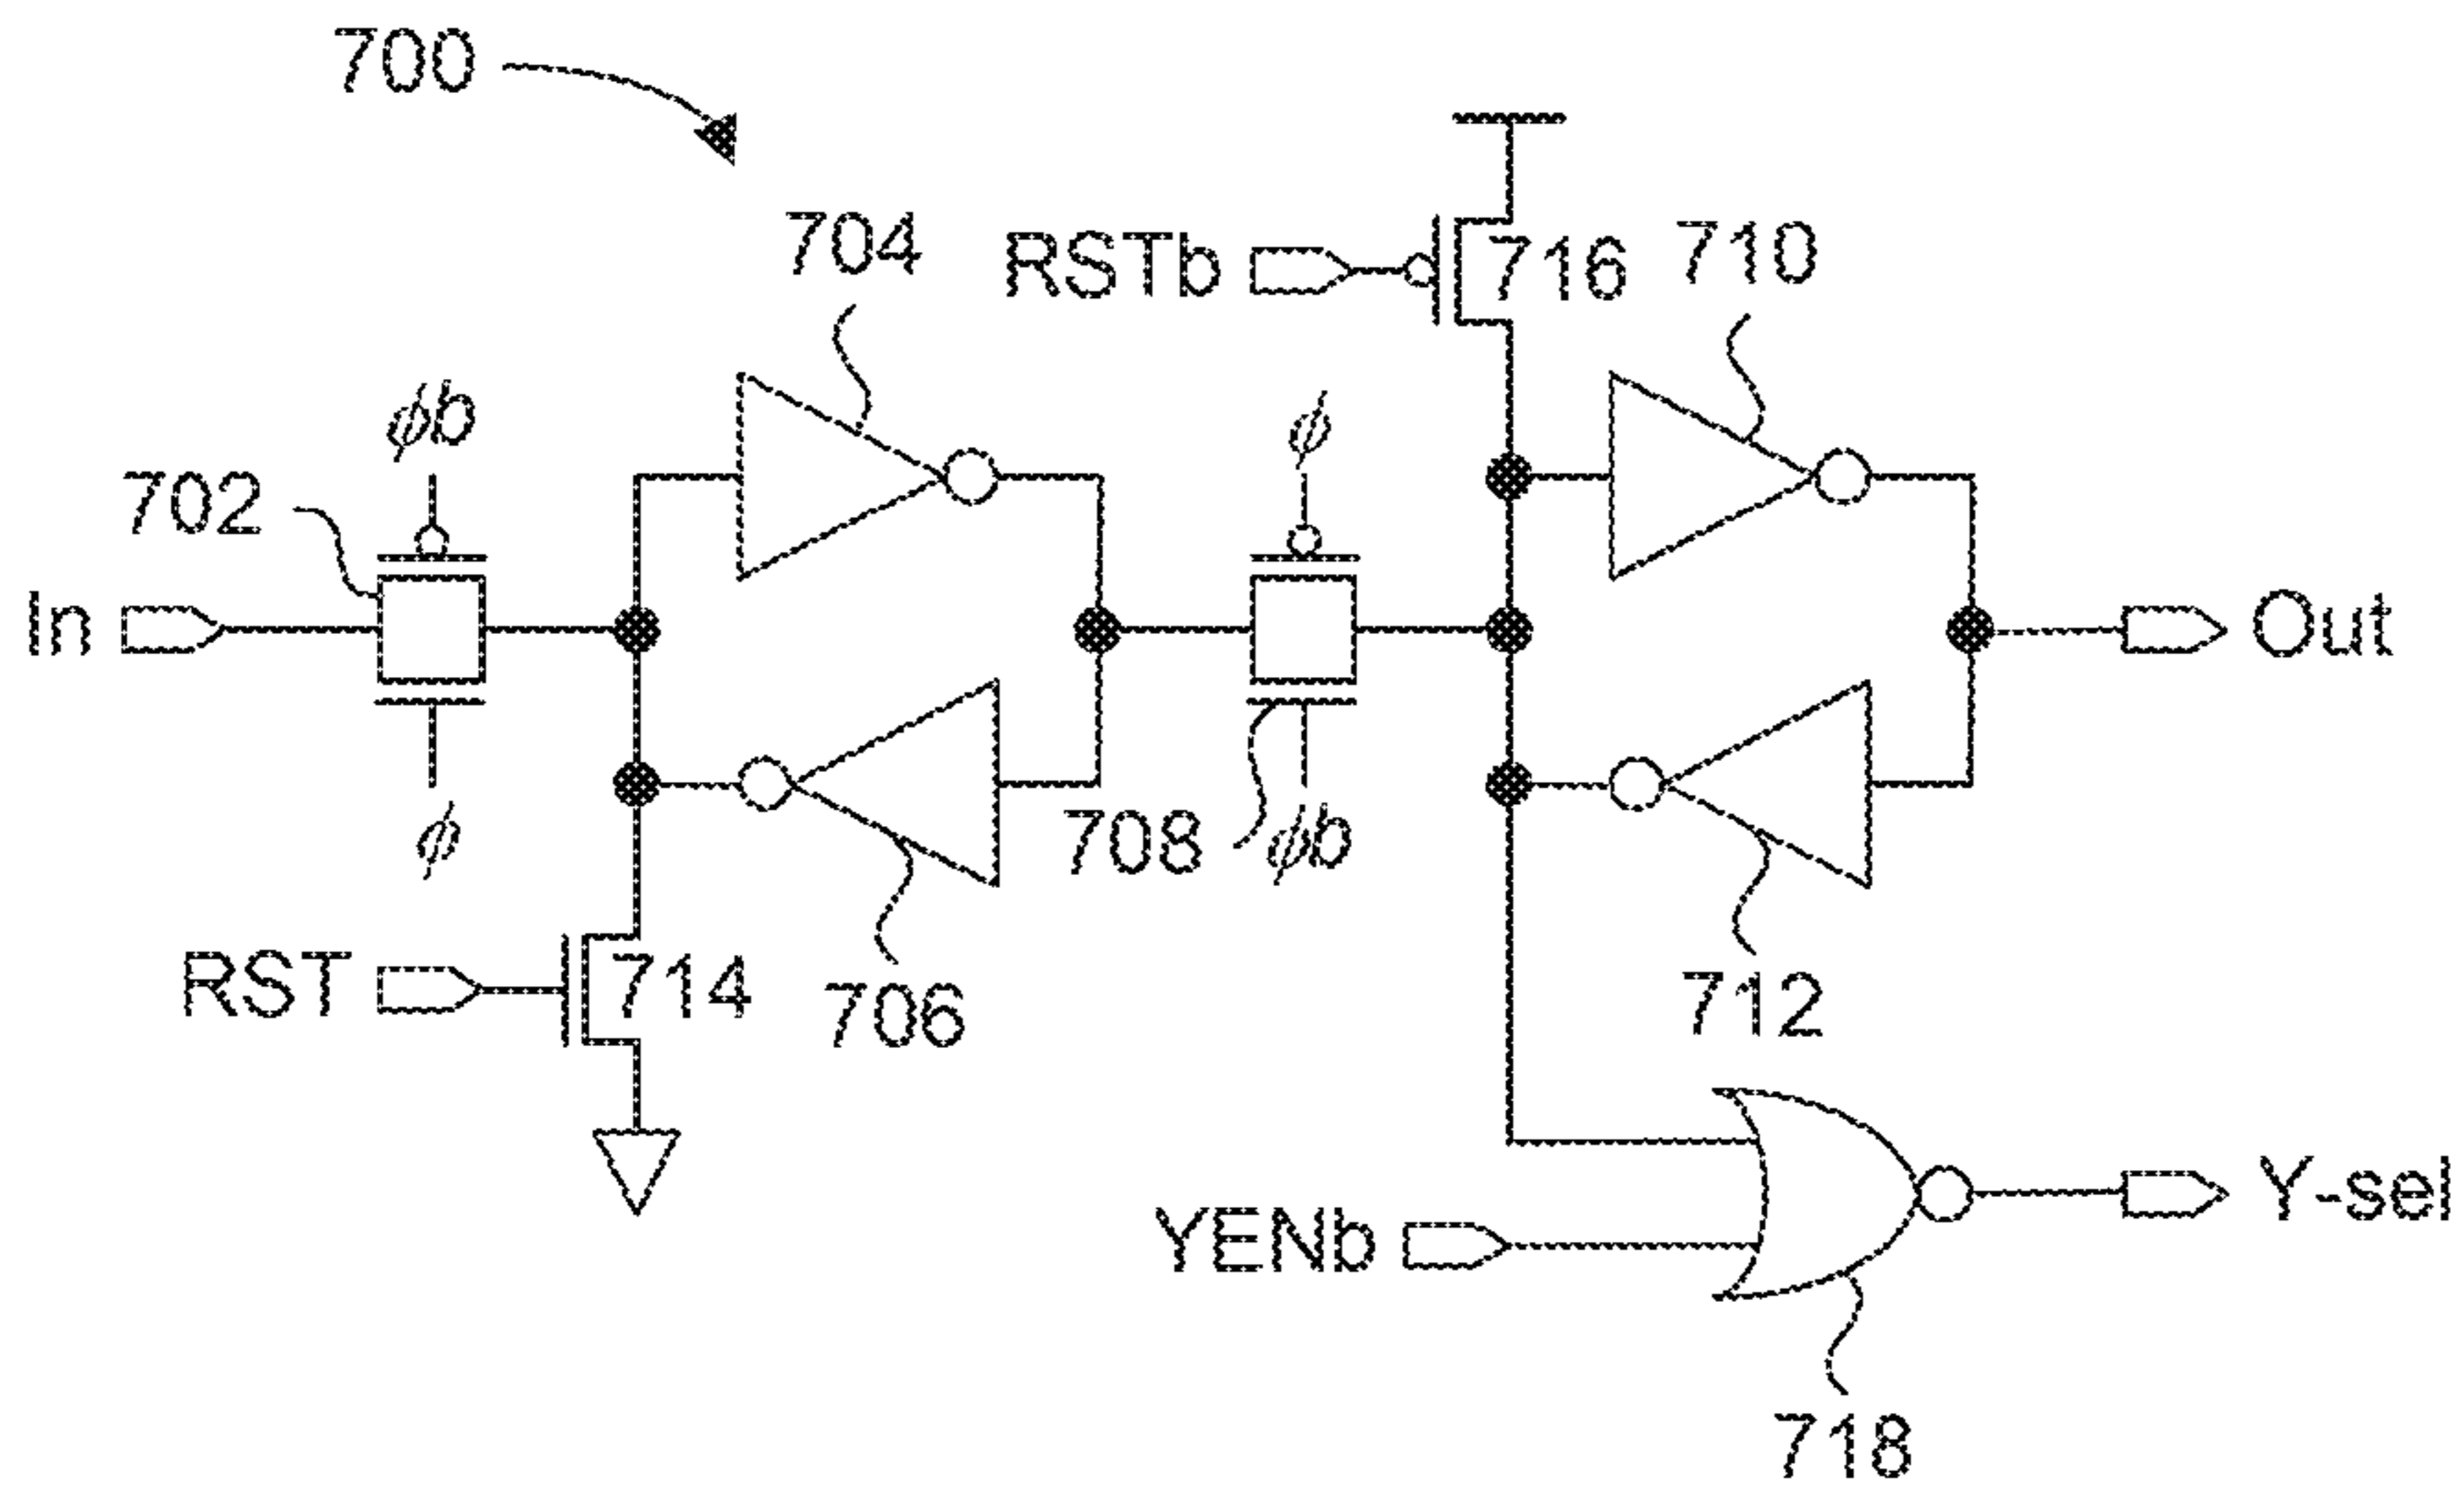 700
704
RSTb
716
710
ϕb
ϕ
702
In
Out
ϕ
708
ϕb
RST
714
706
712
YENb
Y-sel
718